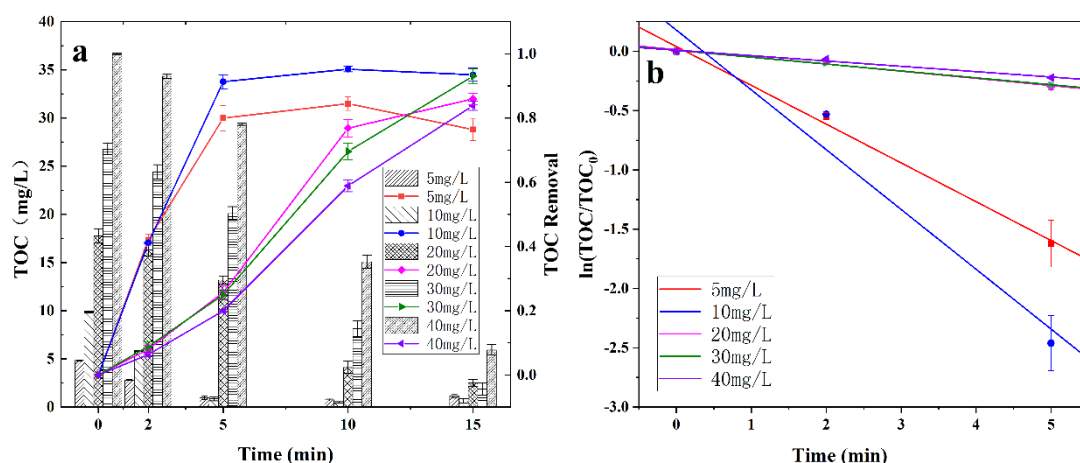 a
TOC (mg/L)
40
35
30
25
20
15
10
5
0
0
2
5
10
15
Time (min)
1.0
0.8
0.6
0.4
0.2
0.0
TOC Removal
5mg/L
5mg/L
10mg/L
10mg/L
20mg/L
20mg/L
30mg/L
30mg/L
40mg/L
40mg/L
b
ln(TOC/TOC₀)
0.0
-0.5
-1.0
-1.5
-2.0
-2.5
-3.0
0
1
2
3
4
5
Time (min)
5mg/L
10mg/L
20mg/L
30mg/L
40mg/L